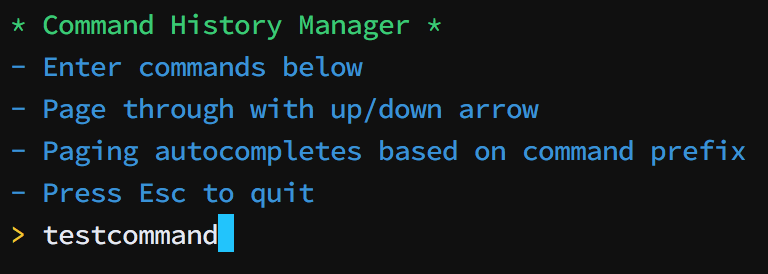 * Command History Manager *
- Enter commands below
- Page through with up/down arrow
- Paging autocompletes based on command prefix
- Press Esc to quit
> testcommand